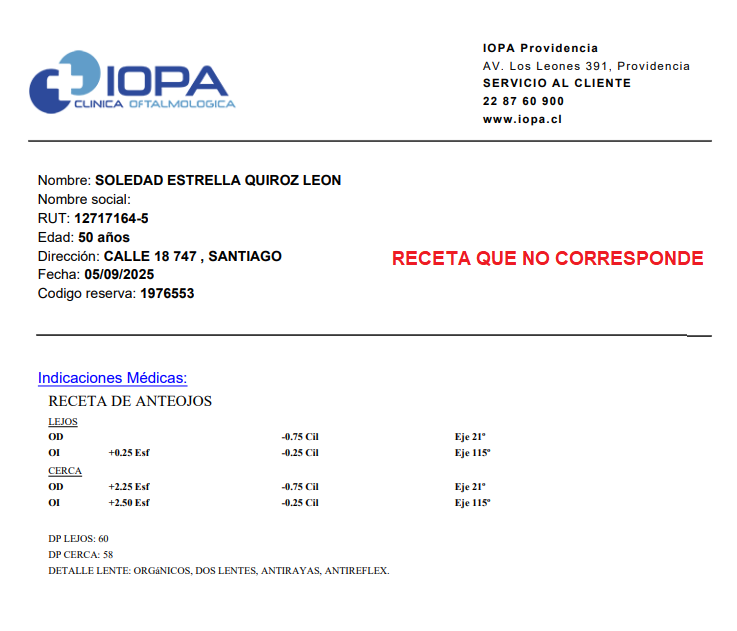 IOPA
CLINICA OFTALMOLOGICA
IOPA Providencia
AV. Los Leones 391, Providencia
SERVICIO AL CLIENTE
22 87 60 900
www.iopa.cl
Nombre: SOLEDAD ESTRELLA QUIROZ LEON
Nombre social:
RUT: 12717164-5
Edad: 50 años
Dirección: CALLE 18 747 , SANTIAGO
RECETA QUE NO CORRESPONDE
Fecha: 05/09/2025
Codigo reserva: 1976553
Indicaciones Médicas:
RECETA DE ANTEOJOS
LEJOS
OD -0.75 Cil Eje 21º
OI +0.25 Esf -0.25 Cil Eje 115º
CERCA
OD +2.25 Esf -0.75 Cil Eje 21º
OI +2.50 Esf -0.25 Cil Eje 115º
DP LEJOS: 60
DP CERCA: 58
DETALLE LENTE: ORGáNICOS, DOS LENTES, ANTIRAYAS, ANTIREFLEX.